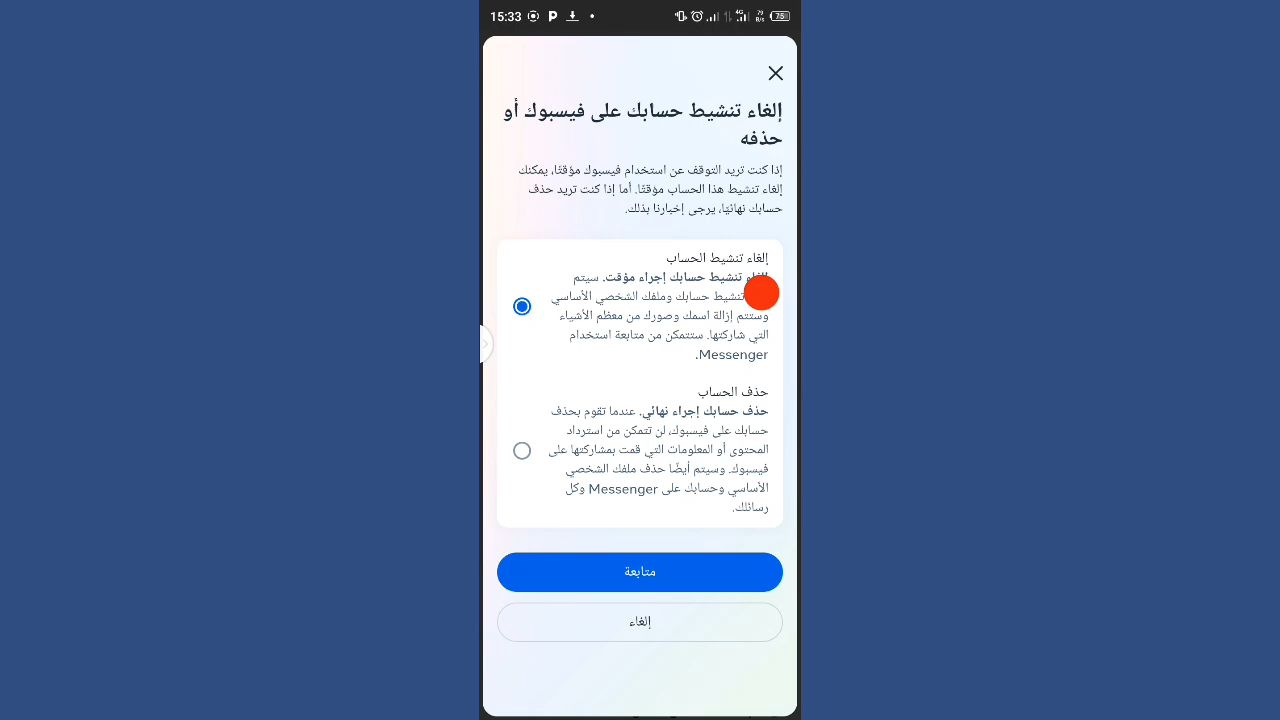 15:33
4G
79
B/s
75
إلغاء تنشيط حسابك على فيسبوك أو
حذفه
إذا كنت تريد التوقف عن استخدام فيسبوك مؤقتًا، يمكنك
إلغاء تنشيط هذا الحساب مؤقتًا. أما إذا كنت تريد حذف
حسابك نهائيًا، يرجى إخبارنا بذلك.
إلغاء تنشيط الحساب
تنشيط حسابك إجراء مؤقت. سيتم
تنشيط حسابك وملفك الشخصي الأساسي
وستتم إزالة اسمك وصورك من معظم الأشياء
التي شاركتها. ستتمكن من متابعة استخدام
Messenger.
حذف الحساب
حذف حسابك إجراء نهائي. عندما تقوم بحذف
حسابك على فيسبوك، لن تتمكن من استرداد
المحتوى أو المعلومات التي قمت بمشاركتها على
فيسبوك. وسيتم أيضًا حذف ملفك الشخصي
الأساسي وحسابك على Messenger وكل
رسائلك.
متابعة
إلغاء